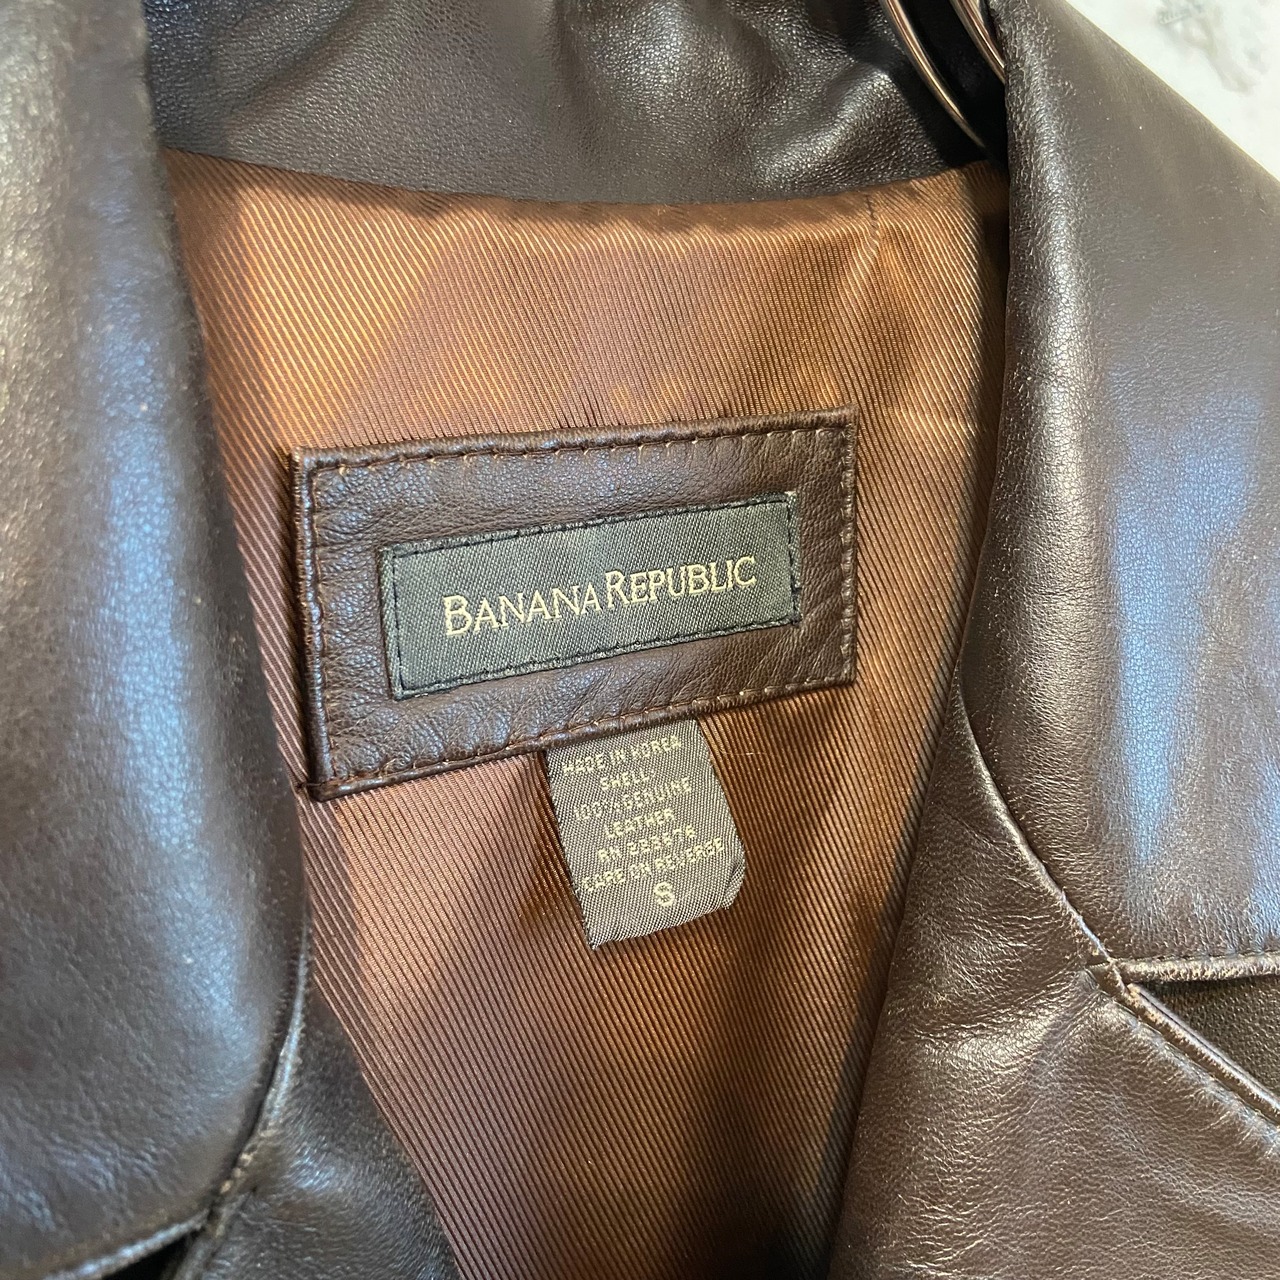 BANANA REPUBLIC
MADE IN KOREA
SHELL
100% GENUINE
LEATHER
CARE ON REVERSE
S